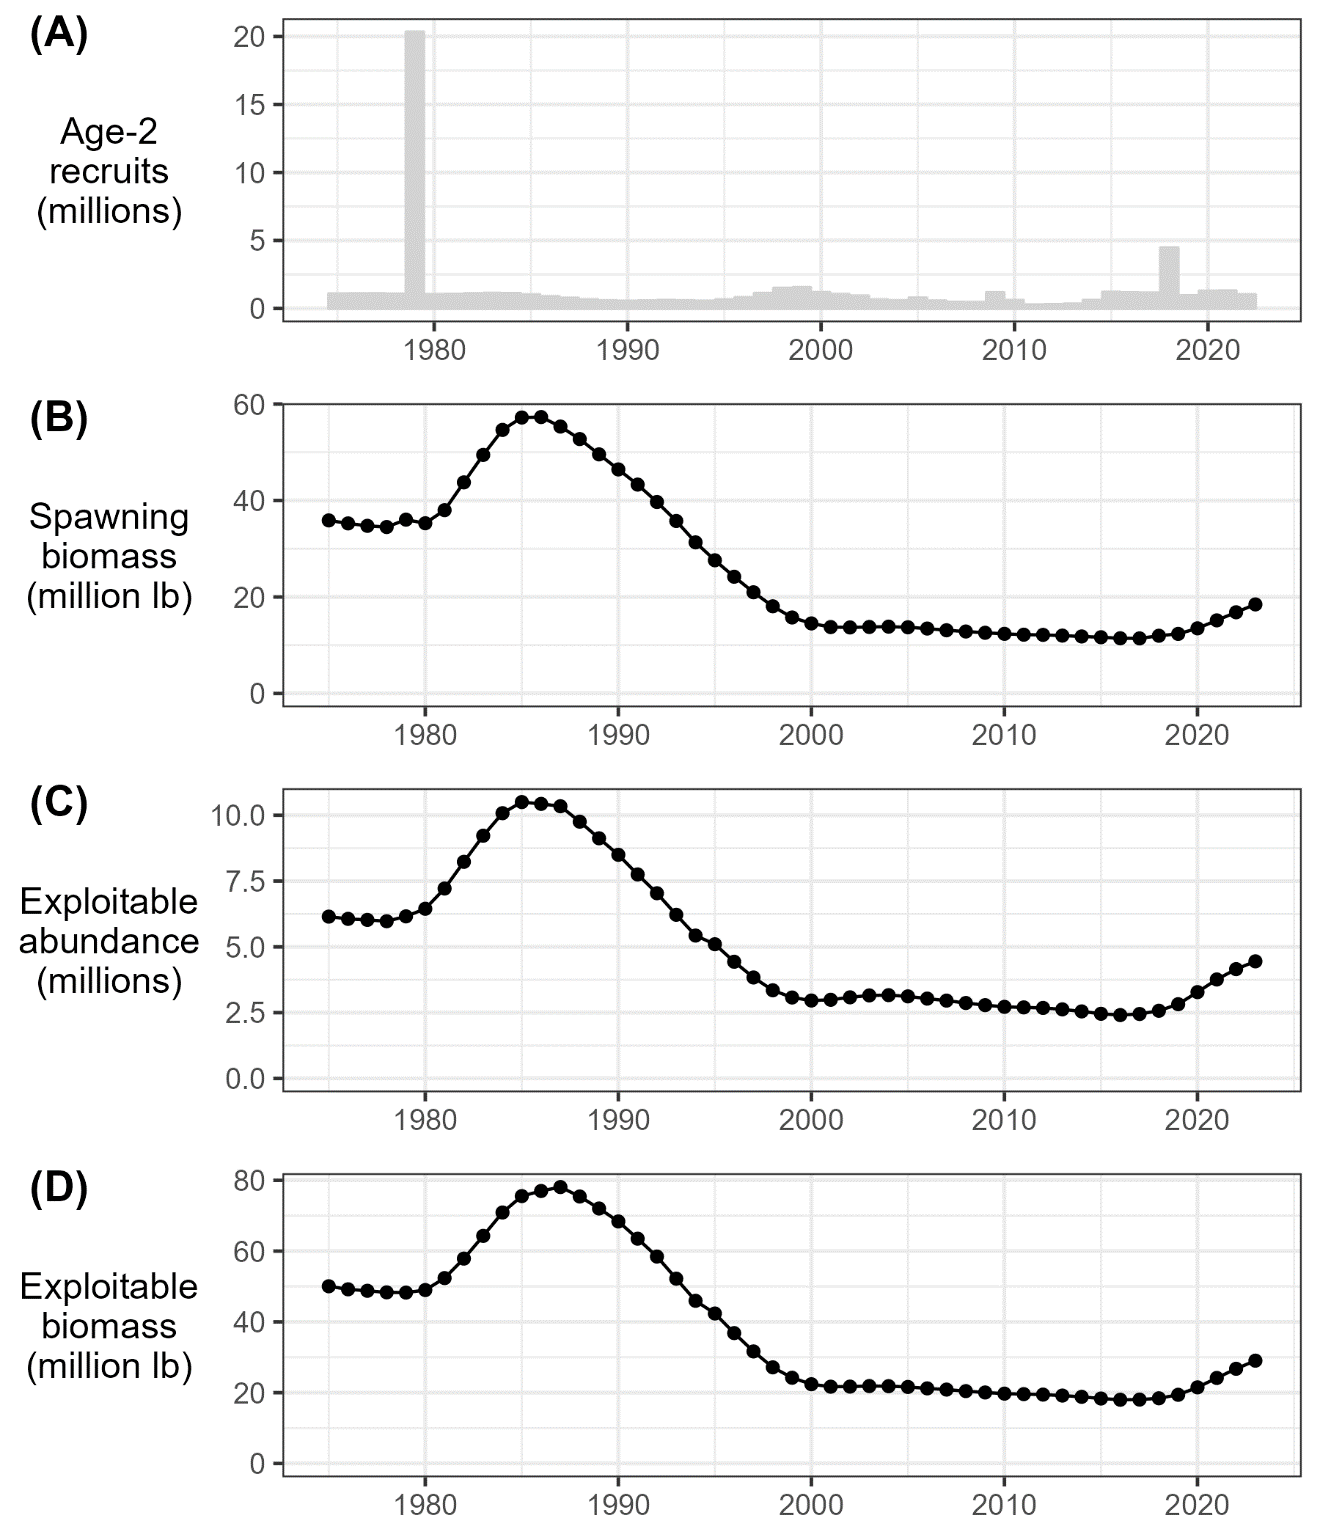 (A)
Age-2
recruits
(millions)
20
15
10
5
0
1980 1990 2000 2010 2020
(B)
Spawning
biomass
(million lb)
60
40
20
0
1980 1990 2000 2010 2020
(C)
Exploitable
abundance
(millions)
10.0
7.5
5.0
2.5
0.0
1980 1990 2000 2010 2020
(D)
Exploitable
biomass
(million lb)
80
60
40
20
0
1980 1990 2000 2010 2020